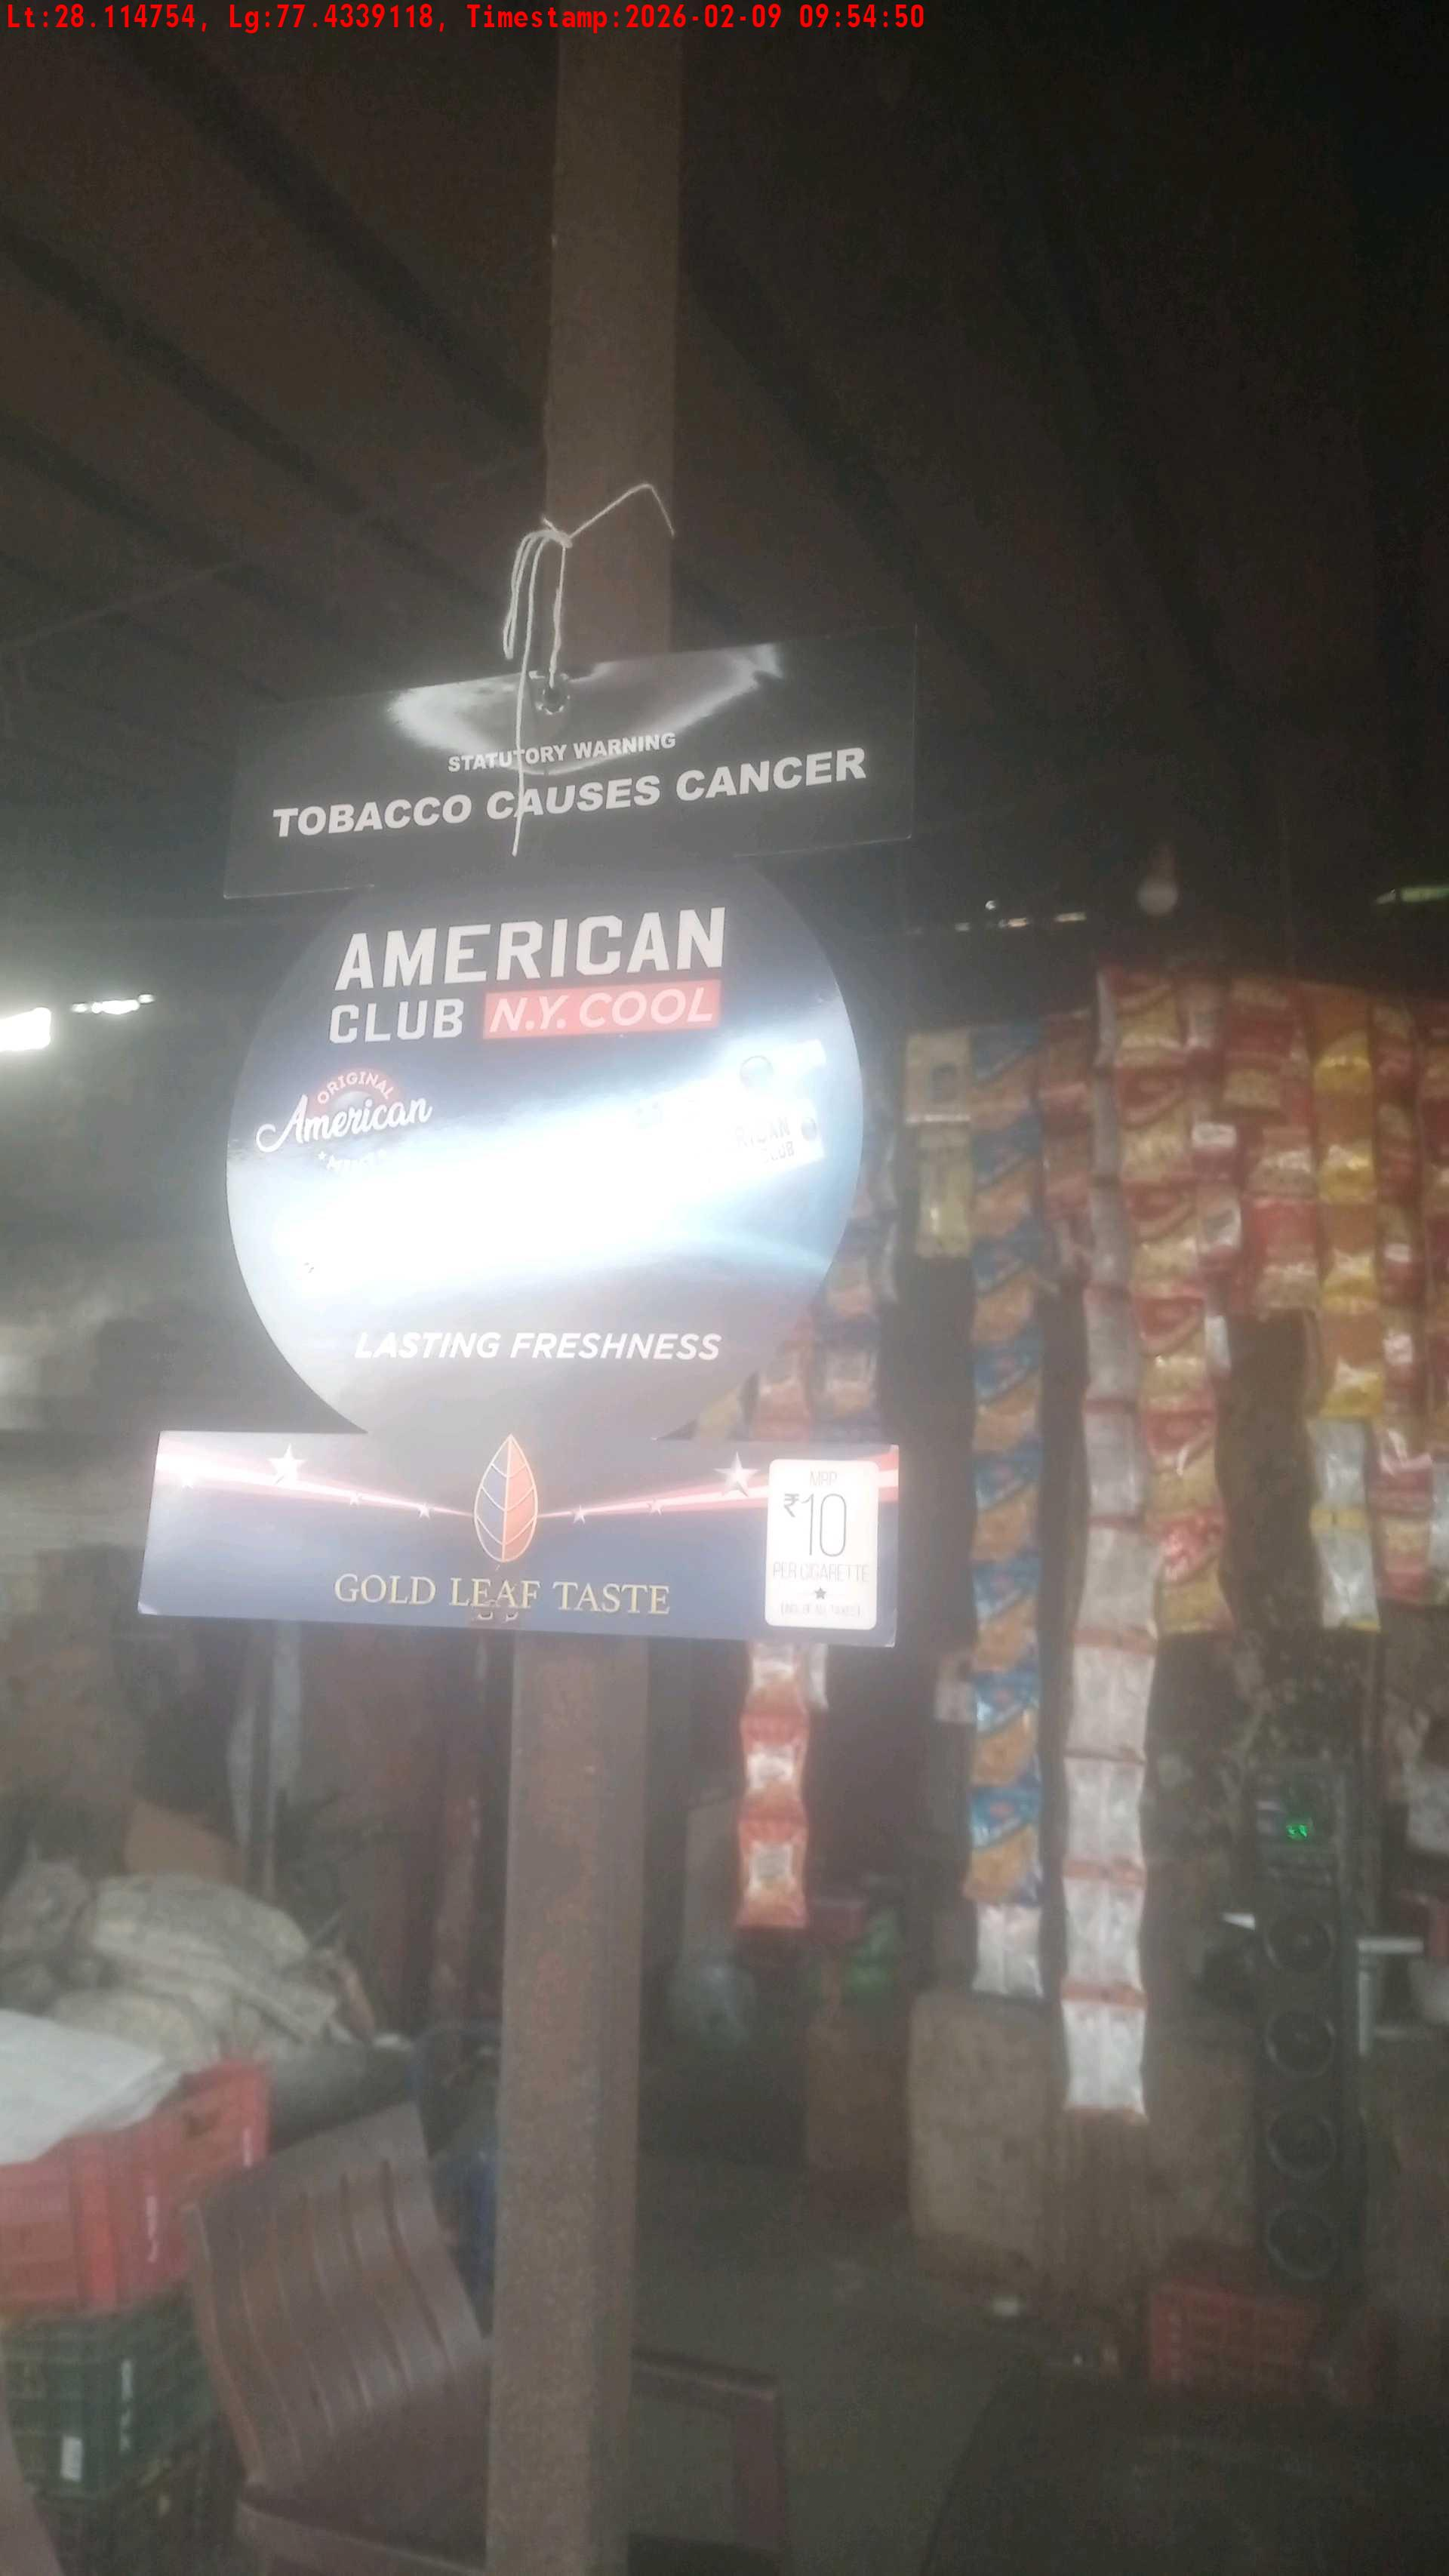 Lt:28.114754, Lg:77.4339118, Timestamp:2026-02-09 09:54:50
STATUTORY WARNING
TOBACCO CAUSES CANCER
AMERICAN
CLUB N.Y. COOL
ORIGINAL
American
LASTING FRESHNESS
MRP
₹10
PER CIGARETTE
GOLD LEAF TASTE